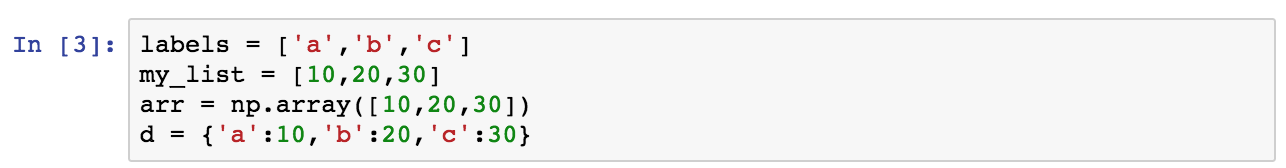 In [3]: labels = ['a','b','c']
my_list = [10,20,30]
arr = np.array([10,20,30])
d = {'a':10,'b':20,'c':30}